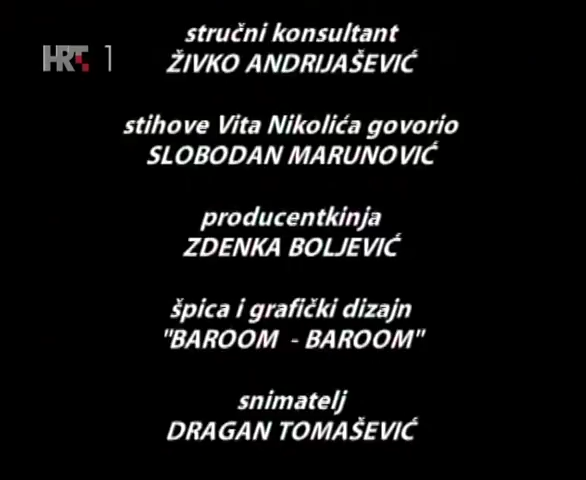 stručni konsultant
HRT 1
ŽIVKO ANDRIJAŠEVIĆ
stihove Vita Nikolića govorio
SLOBODAN MARUNOVIĆ
producentkinja
ZDENKA BOLJEVIĆ
špica i grafički dizajn
"BAROOM - BAROOM"
snimatelj
DRAGAN TOMAŠEVIĆ